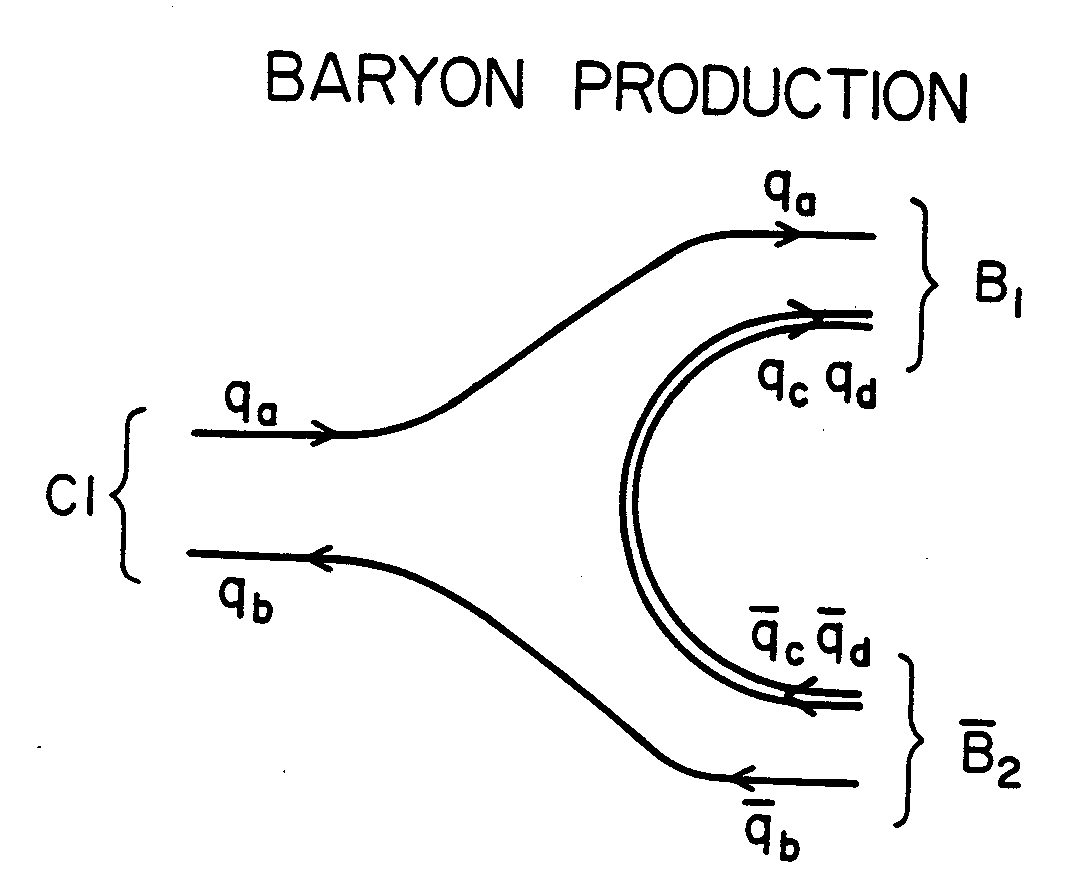 BARYON PRODUCTION
q_a
B_1
q_c q_d
q_a
Cl
q_b
q̄_c q̄_d
B̄_2
q̄_b